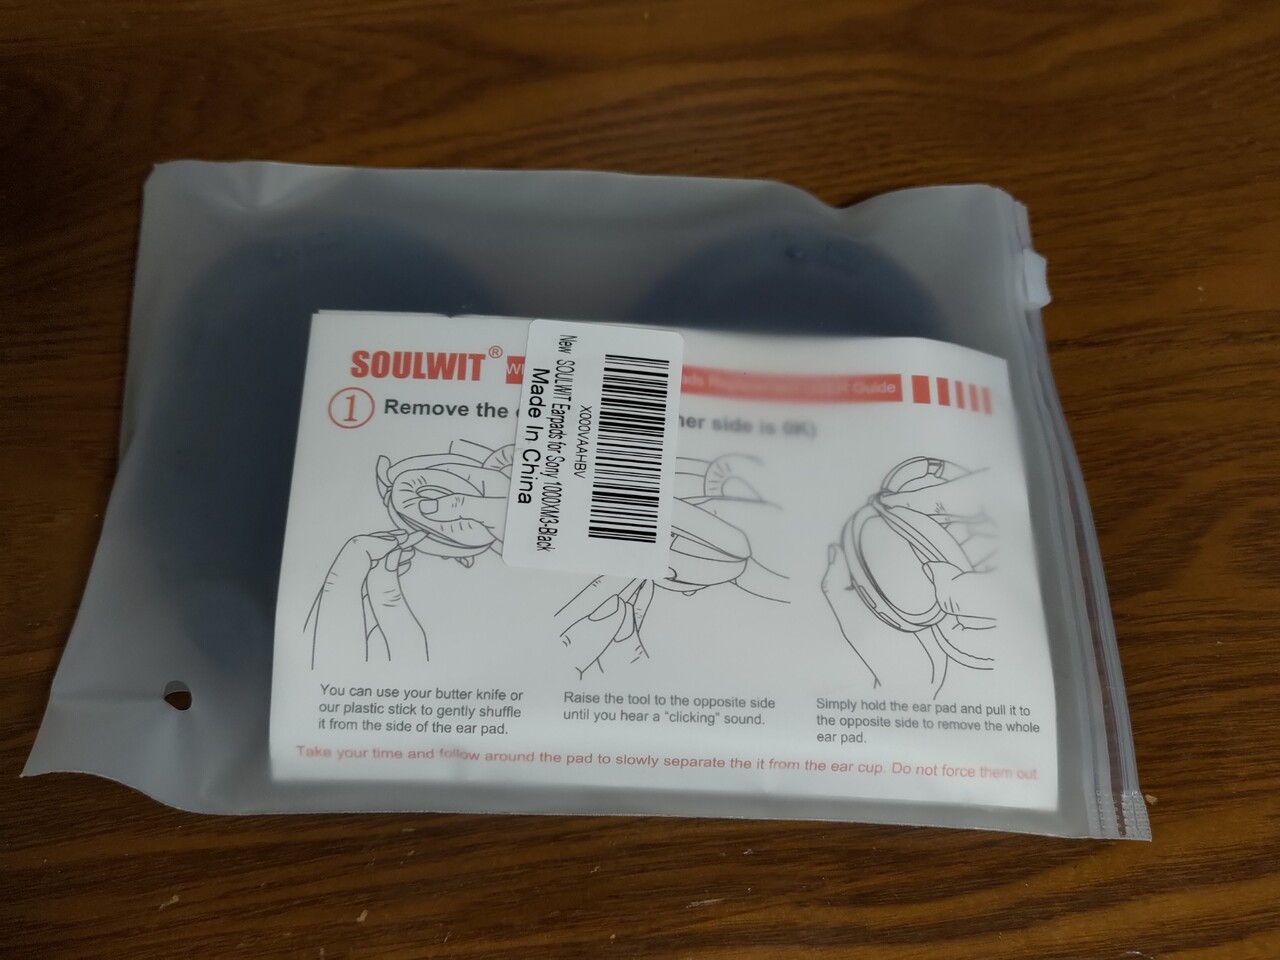 SOULWIT®
Guide
1 Remove the
her side is OK)
New SOULWIT Earpads for Sony 1000XM3-Black
Made In China
X000VAAHBV
You can use your butter knife or
our plastic stick to gently shuffle
it from the side of the ear pad.
Raise the tool to the opposite side
until you hear a "clicking" sound.
Simply hold the ear pad and pull it to
the opposite side to remove the whole
ear pad.
Take your time and follow around the pad to slowly separate the it from the ear cup. Do not force them out.